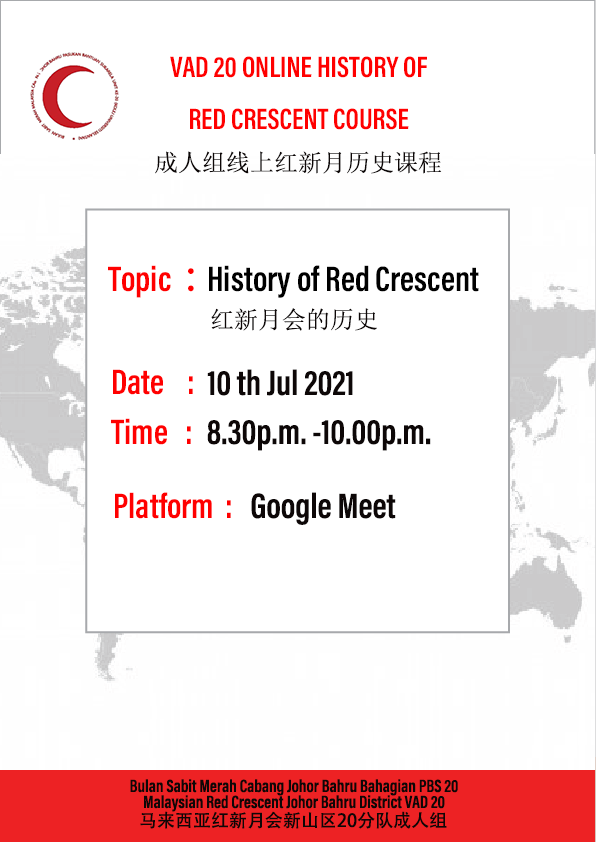 VAD 20 ONLINE HISTORY OF
RED CRESCENT COURSE
成人组线上红新月历史课程
Topic : History of Red Crescent
红新月会的历史
Date : 10 th Jul 2021
Time : 8.30p.m. -10.00p.m.
Platform : Google Meet
Bulan Sabit Merah Cabang Johor Bahru Bahagian PBS 20
Malaysian Red Crescent Johor Bahru District VAD 20
马来西亚红新月会新山区20分队成人组